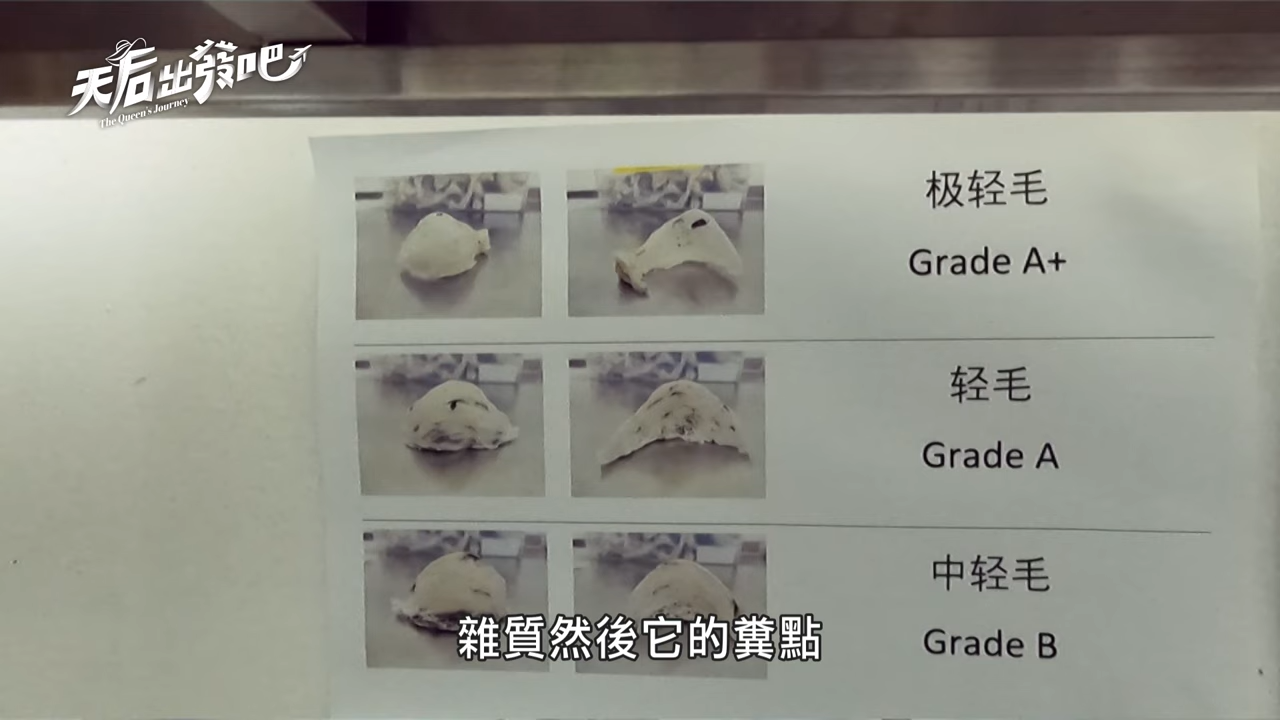 天后出發吧
The Queen's Journey
极轻毛
Grade A+
轻毛
Grade A
中轻毛
Grade B
雜質然後它的糞點